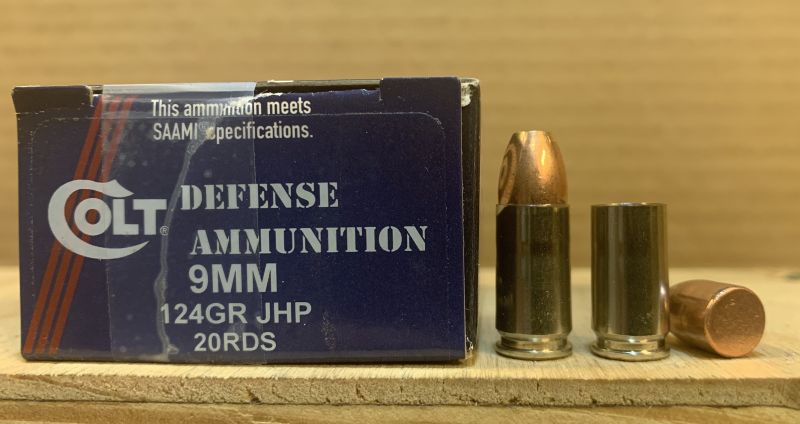 This ammunition meets
SAAMI specifications.
COLT®
DEFENSE
AMMUNITION
9MM
124GR JHP
20RDS